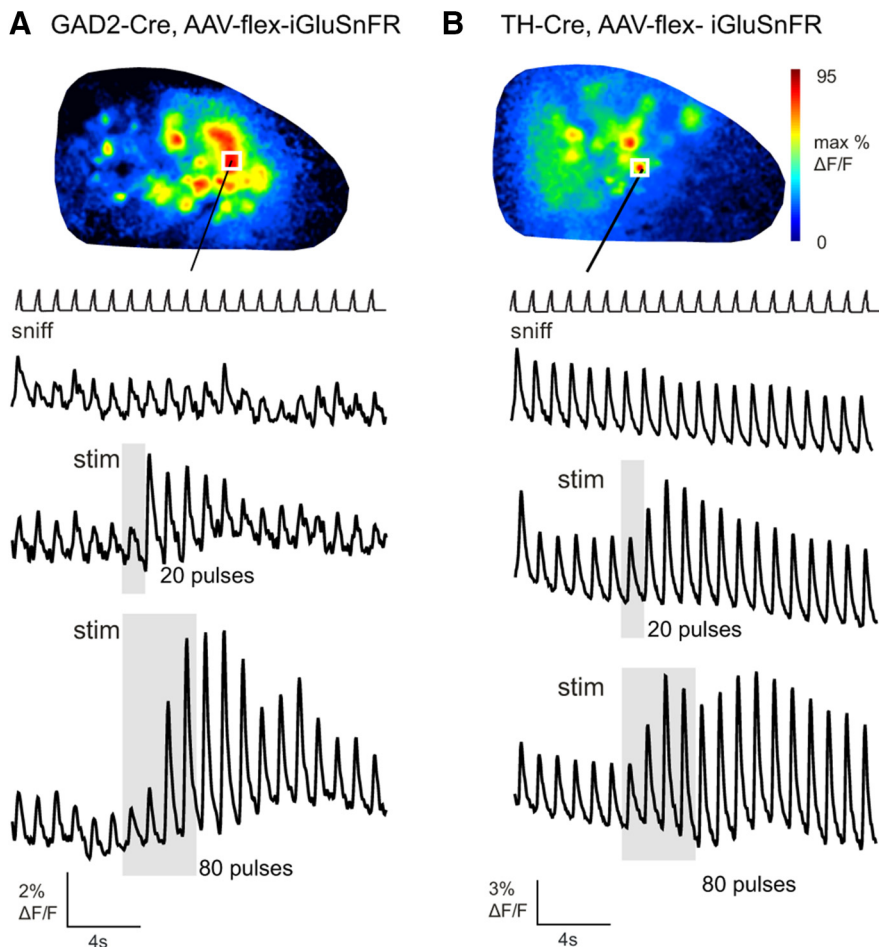 A GAD2-Cre, AAV-flex-iGluSnFR
B TH-Cre, AAV-flex- iGluSnFR
95
max %
ΔF/F
0
sniff
stim
20 pulses
stim
80 pulses
2%
ΔF/F
4s
sniff
stim
20 pulses
stim
80 pulses
3%
ΔF/F
4s